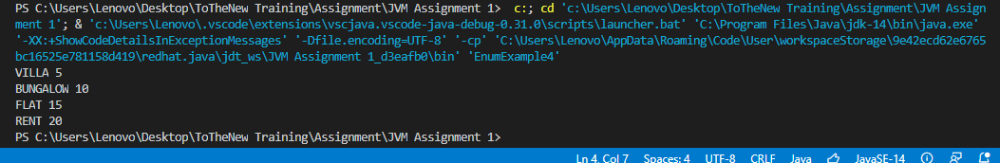 PS C:\Users\Lenovo\Desktop\ToTheNew Training\Assignment\JVM Assignment 1>  c:; cd 'c:\Users\Lenovo\Desktop\ToTheNew Training\Assignment\JVM Assign
ment 1'; & 'c:\Users\Lenovo\.vscode\extensions\vscjava.vscode-java-debug-0.31.0\scripts\launcher.bat' 'C:\Program Files\Java\jdk-14\bin\java.exe'
'-XX:+ShowCodeDetailsInExceptionMessages' '-Dfile.encoding=UTF-8' '-cp' 'C:\Users\Lenovo\AppData\Roaming\Code\User\workspaceStorage\9e42ecd62e6765
bc16525e781158d419\redhat.java\jdt_ws\JVM Assignment 1_d3eafb0\bin' 'EnumExample4'
VILLA 5
BUNGALOW 10
FLAT 15
RENT 20
PS C:\Users\Lenovo\Desktop\ToTheNew Training\Assignment\JVM Assignment 1>
Ln 4, Col 7 Spaces: 4 UTF-8 CRLF Java JavaSE-14